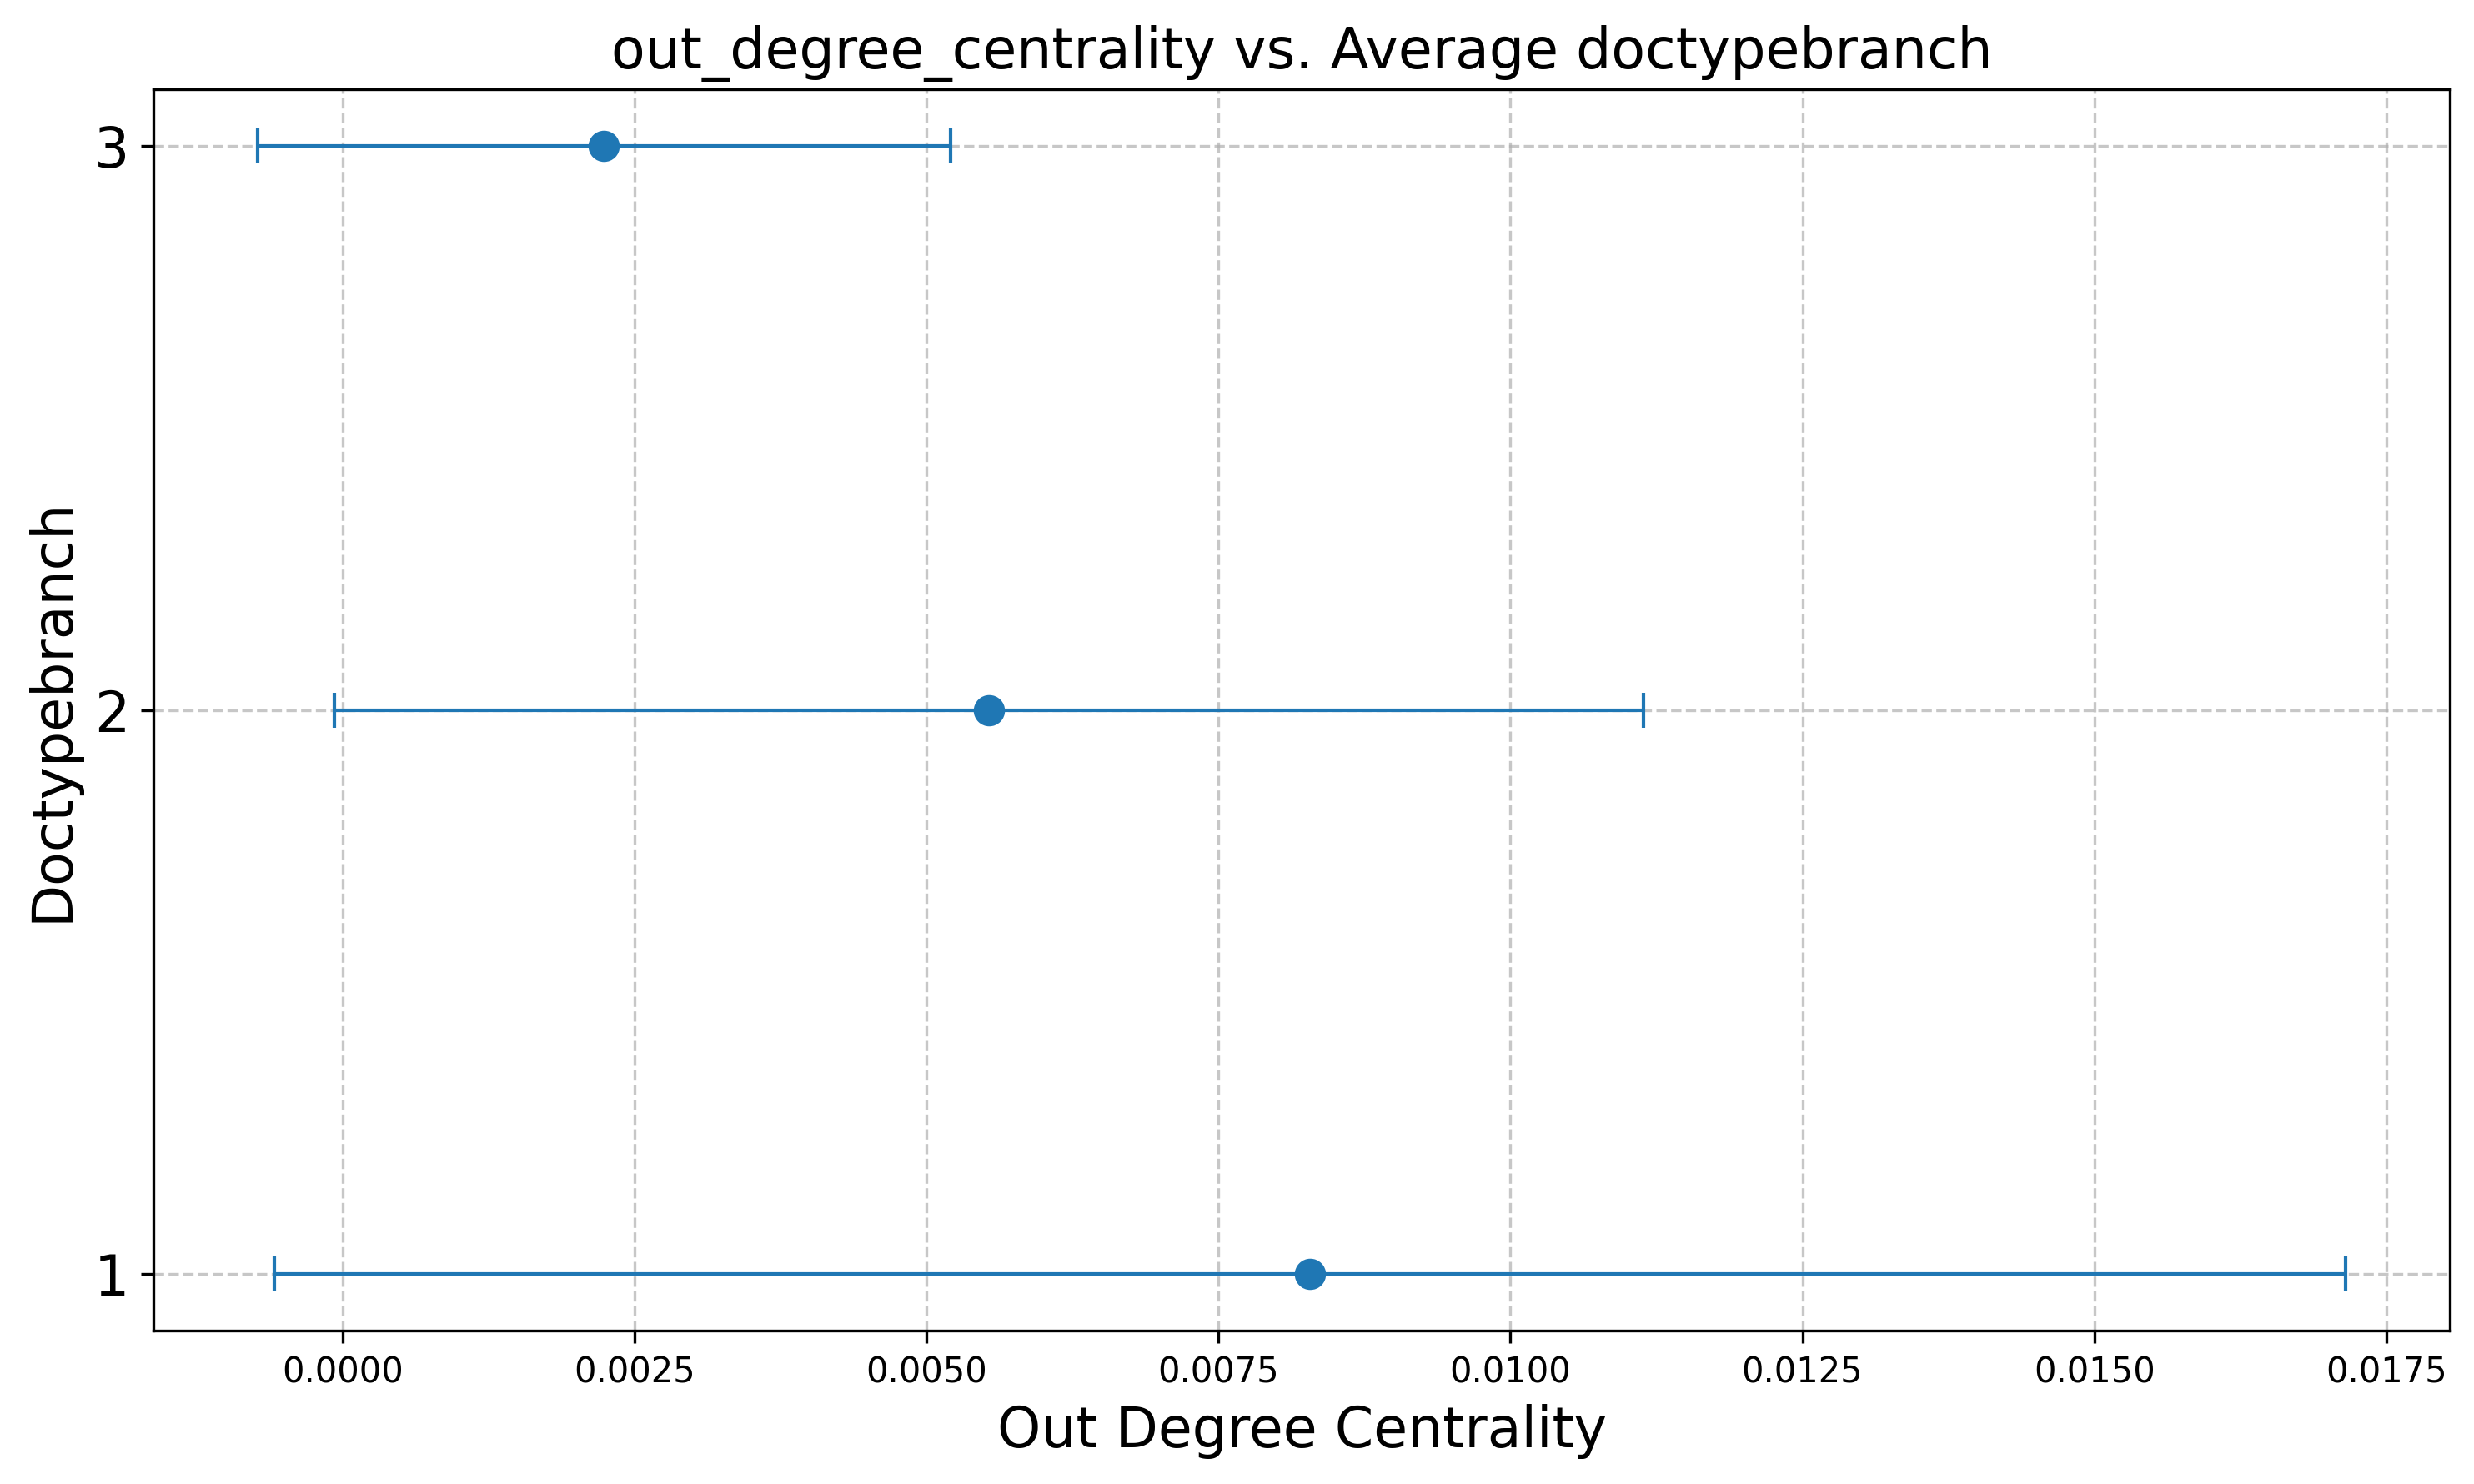 out_degree_centrality vs. Average doctypebranch
3
2
1
Doctypebranch
0.0000 0.0025 0.0050 0.0075 0.0100 0.0125 0.0150 0.0175
Out Degree Centrality